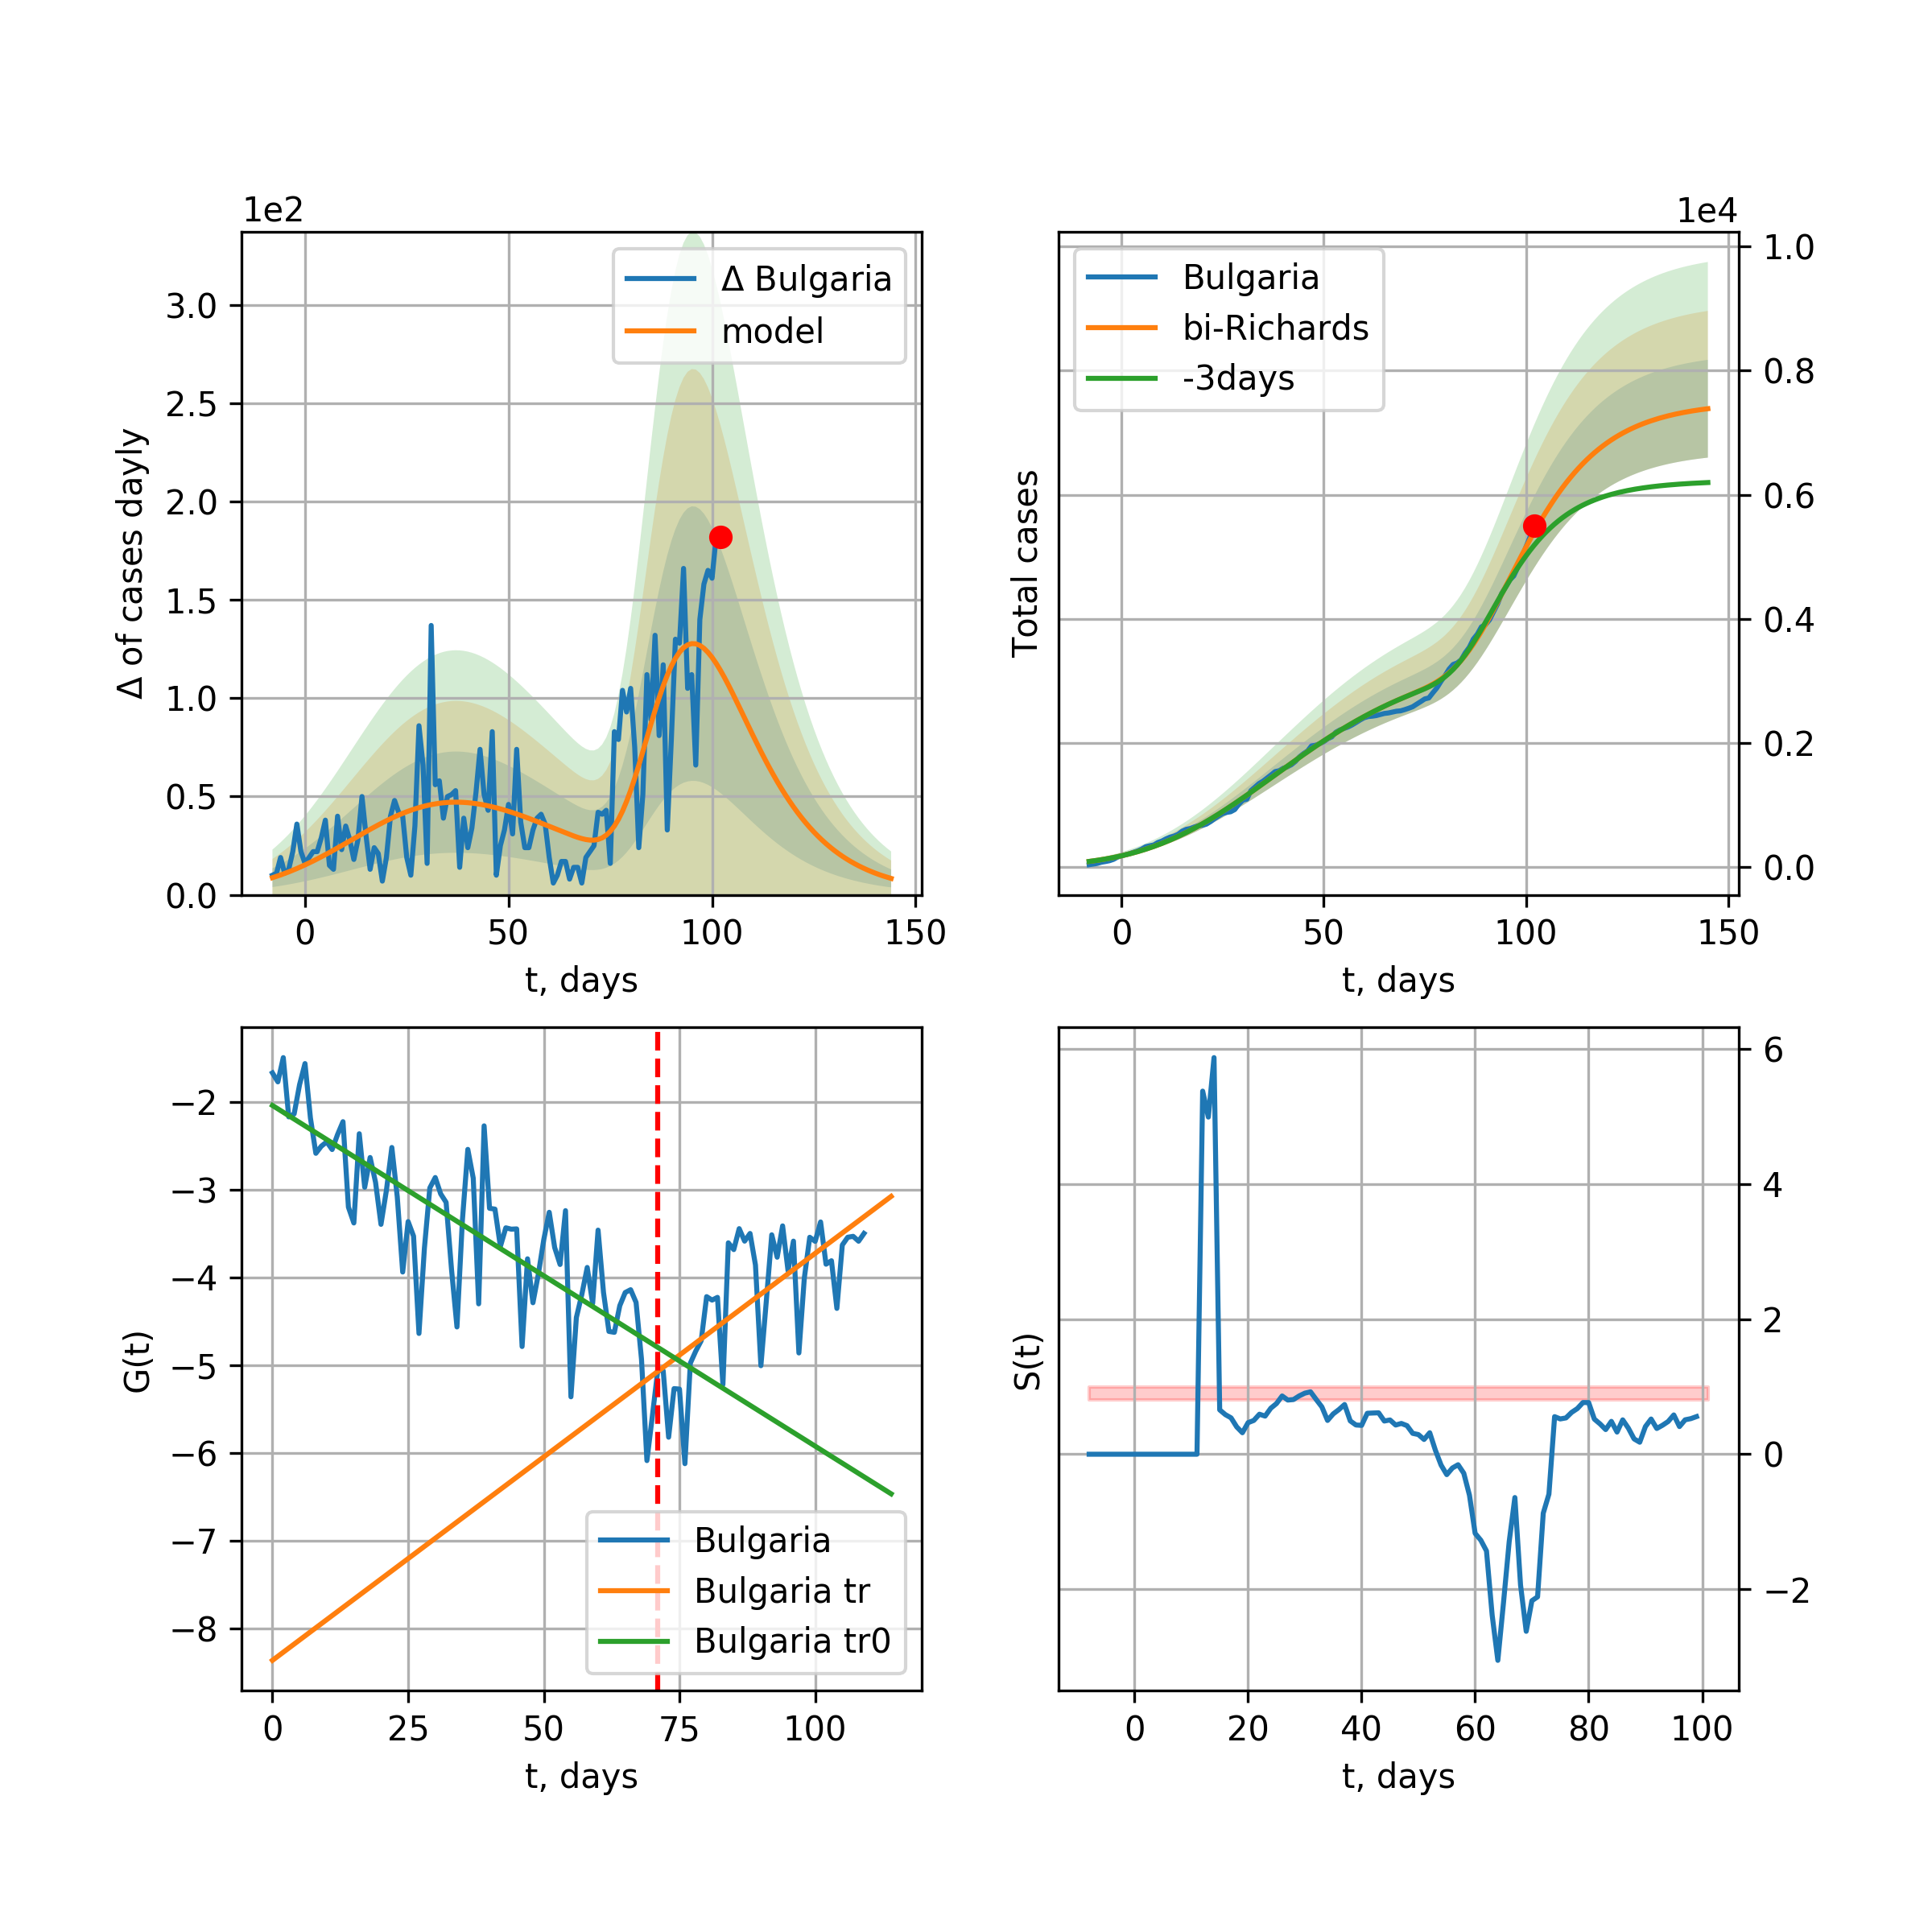 1e2
3.0
2.5
2.0
1.5
1.0
0.5
0.0
Δ of cases dayly
Δ Bulgaria
model
0
50
100
150
t, days
1e4
1.0
0.8
0.6
0.4
0.2
0.0
Total cases
Bulgaria
bi-Richards
-3days
0
50
100
150
t, days
−2
−3
−4
−5
−6
−7
−8
G(t)
Bulgaria
Bulgaria tr
Bulgaria tr0
0
25
50
75
100
t, days
6
4
2
0
−2
S(t)
0
20
40
60
80
100
t, days